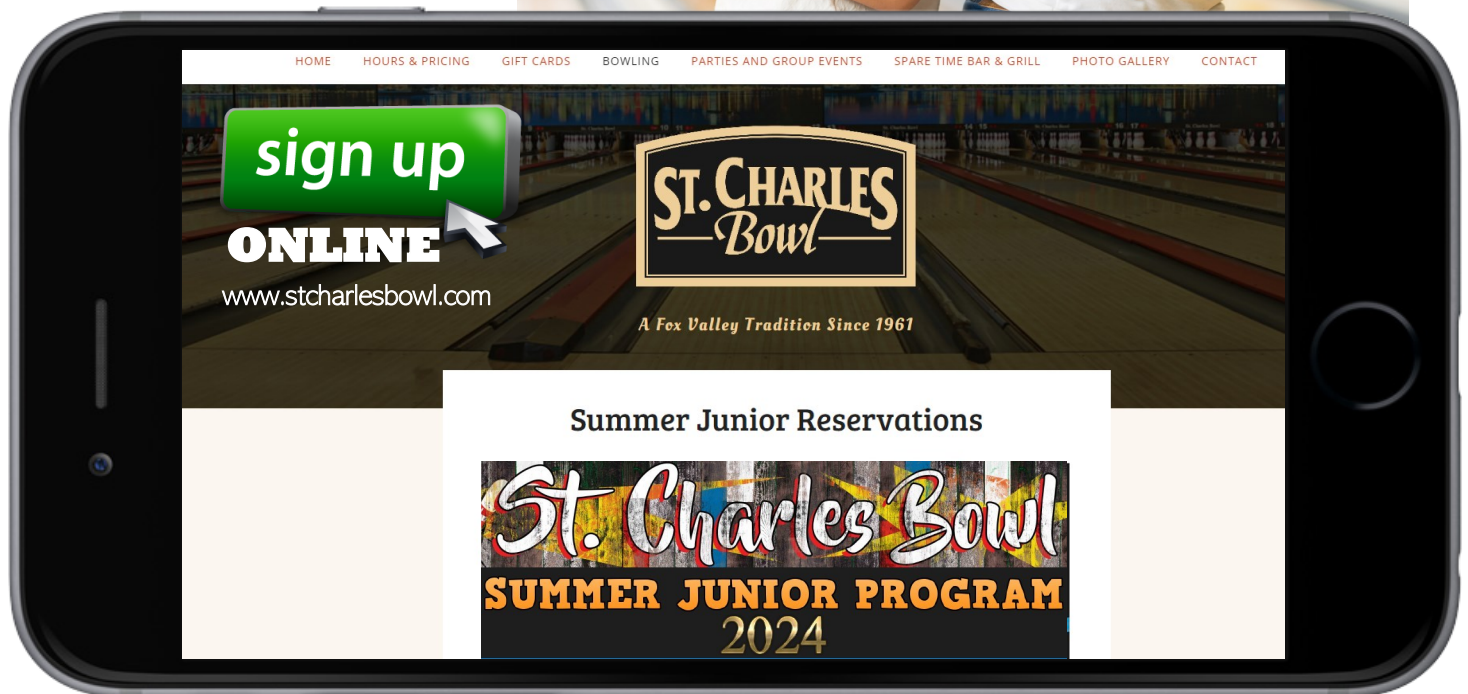 HOME HOURS & PRICING GIFT CARDS BOWLING PARTIES AND GROUP EVENTS SPARE TIME BAR & GRILL PHOTO GALLERY CONTACT
sign up
ONLINE
www.stcharlesbowl.com
ST. CHARLES
Bowl
A Fox Valley Tradition Since 1961
Summer Junior Reservations
St. Charles Bowl
SUMMER JUNIOR PROGRAM
2024